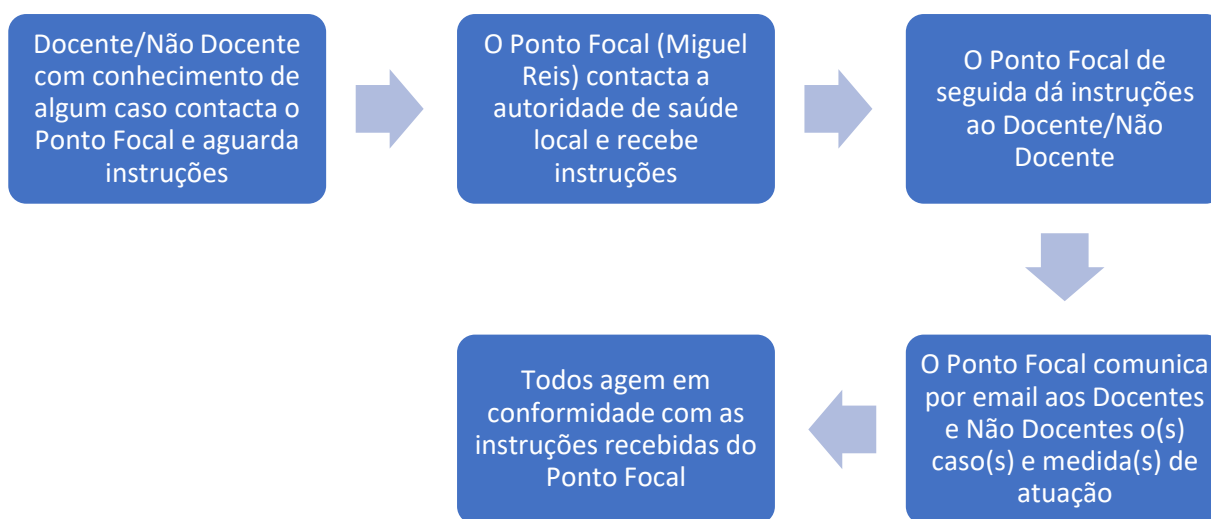 Docente/Não Docente
com conhecimento de
algum caso contacta o
Ponto Focal e aguarda
instruções
O Ponto Focal (Miguel
Reis) contacta a
autoridade de saúde
local e recebe
instruções
O Ponto Focal de
seguida dá instruções
ao Docente/Não
Docente
O Ponto Focal comunica
por email aos Docentes
e Não Docentes o(s)
caso(s) e medida(s) de
atuação
Todos agem em
conformidade com as
instruções recebidas do
Ponto Focal